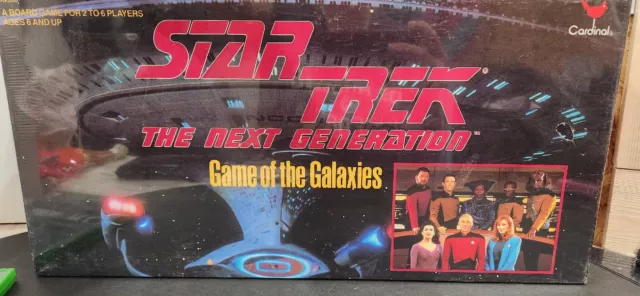 A BOARD GAME FOR 2 TO 6 PLAYERS
AGES 8 AND UP
Cardinal®
STAR
TREK®
THE NEXT GENERATION™
Game of the Galaxies